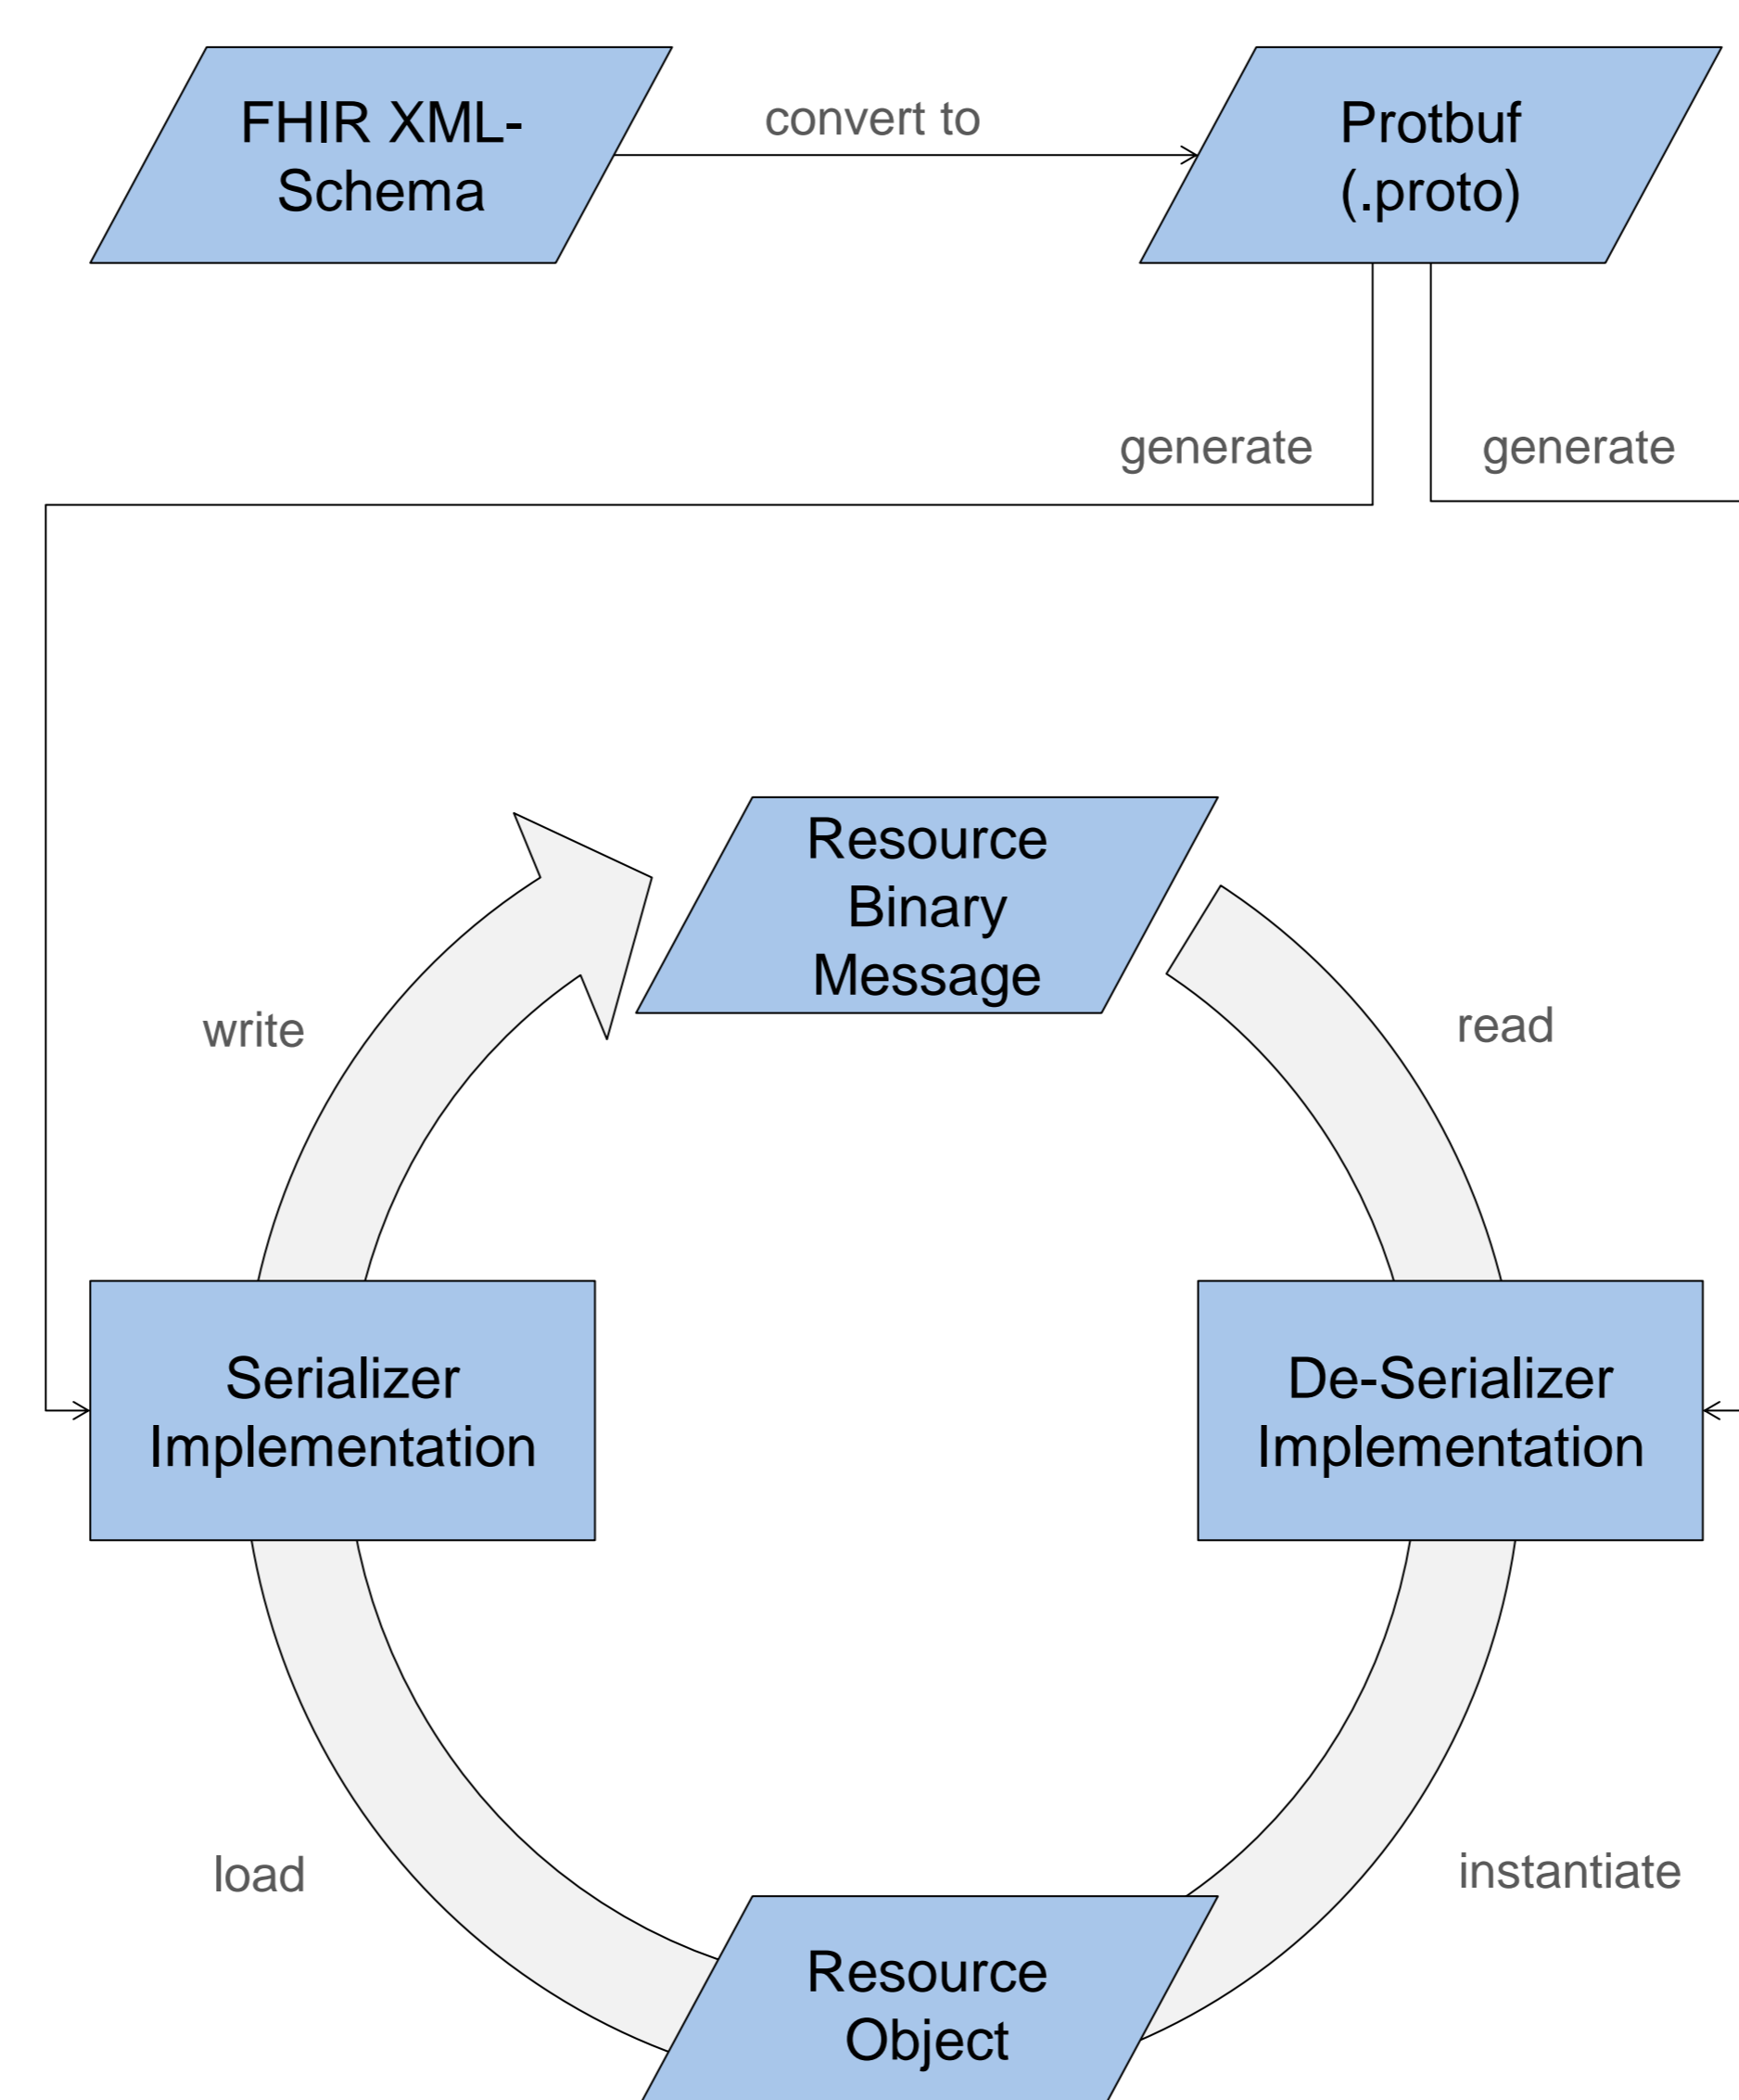 FHIR XML-
Schema
convert to
Protbuf
(.proto)
generate
generate
Resource
Binary
Message
write
read
Serializer
Implementation
De-Serializer
Implementation
load
instantiate
Resource
Object